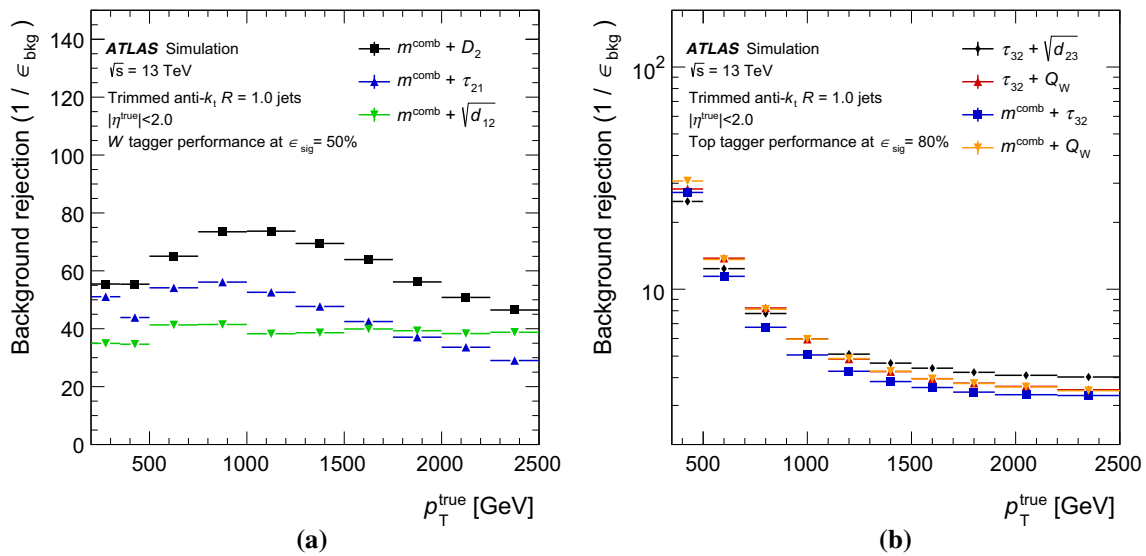 Background rejection (1 / ϵ_bkg)
140
120
100
80
60
40
20
0
ATLAS Simulation
√s = 13 TeV
Trimmed anti-k_t R = 1.0 jets
|η^true|<2.0
W tagger performance at ϵ_sig = 50%
m^comb + D_2
m^comb + τ_21
m^comb + √d_12
500 1000 1500 2000 2500
p_T^true [GeV]
(a)
Background rejection (1 / ϵ_bkg)
10^2
10
ATLAS Simulation
√s = 13 TeV
Trimmed anti-k_t R = 1.0 jets
|η^true|<2.0
Top tagger performance at ϵ_sig = 80%
τ_32 + √d_23
τ_32 + Q_W
m^comb + τ_32
m^comb + Q_W
500 1000 1500 2000 2500
p_T^true [GeV]
(b)